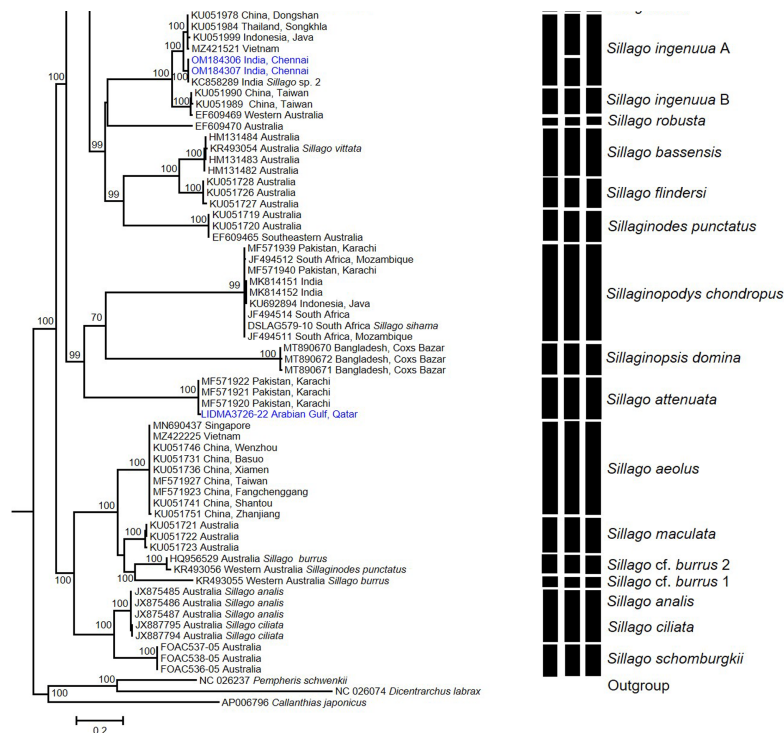 KU051978 China, Dongshan
KU051984 Thailand, Songkhla
KU051999 Indonesia, Java
MZ421521 Vietnam
OM184306 India, Chennai
OM184307 India, Chennai
KC858289 India Sillago sp. 2
KU051990 China, Taiwan
KU051989 China, Taiwan
EF609469 Western Australia
EF609470 Australia
HM131484 Australia
KR493054 Australia Sillago vittata
HM131483 Australia
HM131482 Australia
KU051728 Australia
KU051726 Australia
KU051727 Australia
KU051719 Australia
KU051720 Australia
EF609465 Southeastern Australia
MF571939 Pakistan, Karachi
JF494512 South Africa, Mozambique
MF571940 Pakistan, Karachi
MK814151 India
MK814152 India
KU692894 Indonesia, Java
JF494514 South Africa
DSLAG579-10 South Africa Sillago sihama
JF494511 South Africa, Mozambique
MT890670 Bangladesh, Coxs Bazar
MT890672 Bangladesh, Coxs Bazar
MT890671 Bangladesh, Coxs Bazar
MF571922 Pakistan, Karachi
MF571921 Pakistan, Karachi
MF571920 Pakistan, Karachi
LIDMA3726-22 Arabian Gulf, Qatar
MN690437 Singapore
MZ422225 Vietnam
KU051746 China, Wenzhou
KU051731 China, Basuo
KU051736 China, Xiamen
MF571927 China, Taiwan
MF571923 China, Fangchenggang
KU051741 China, Shantou
KU051751 China, Zhanjiang
KU051721 Australia
KU051722 Australia
KU051723 Australia
HQ956529 Australia Sillago burrus
KR493056 Western Australia Sillaginodes punctatus
KR493055 Western Australia Sillago burrus
JX875485 Australia Sillago analis
JX875486 Australia Sillago analis
JX875487 Australia Sillago analis
JX887795 Australia Sillago ciliata
JX887794 Australia Sillago ciliata
FOAC537-05 Australia
FOAC538-05 Australia
FOAC536-05 Australia
NC 026237 Pempheris schwenkii
NC 026074 Dicentrarchus labrax
AP006796 Callanthias japonicus
100
100
100
100
100
99
100
99
100
100
99
70
100
99
100
100
100
100
100
100
100
100
100
100
100
100
0.2
Sillago ingenuua A
Sillago ingenuua B
Sillago robusta
Sillago bassensis
Sillago flindersi
Sillaginodes punctatus
Sillaginopodys chondropus
Sillaginopsis domina
Sillago attenuata
Sillago aeolus
Sillago maculata
Sillago cf. burrus 2
Sillago cf. burrus 1
Sillago analis
Sillago ciliata
Sillago schomburgkii
Outgroup